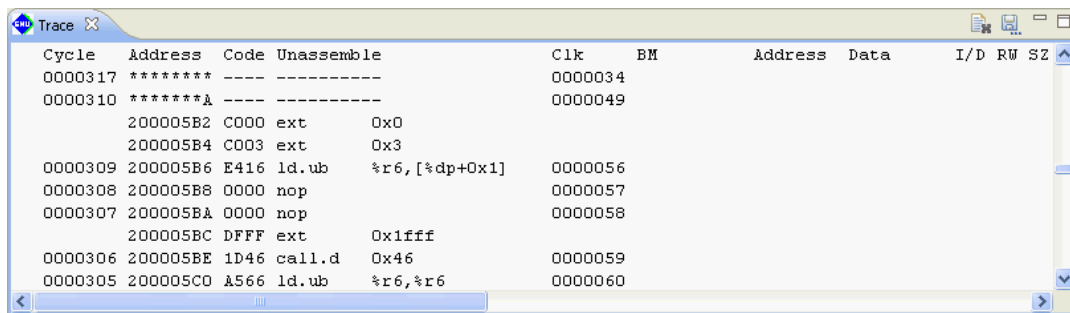 GNU Trace
Cycle Address Code Unassemble Clk BM Address Data I/D RW SZ
0000317 ******** ---- ---------- 0000034
0000310 *******A ---- ---------- 0000049
200005B2 C000 ext 0x0
200005B4 C003 ext 0x3
0000309 200005B6 E416 ld.ub %r6,[%dp+0x1] 0000056
0000308 200005B8 0000 nop 0000057
0000307 200005BA 0000 nop 0000058
200005BC DFFF ext 0x1fff
0000306 200005BE 1D46 call.d 0x46 0000059
0000305 200005C0 A566 ld.ub %r6,%r6 0000060